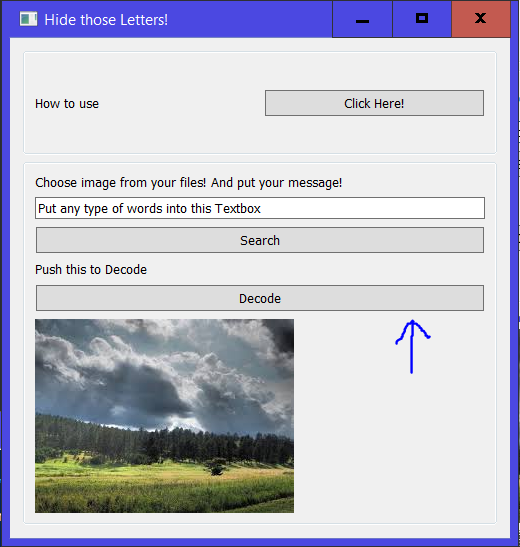 Hide those Letters!
How to use
Click Here!
Choose image from your files! And put your message!
Put any type of words into this Textbox
Search
Push this to Decode
Decode